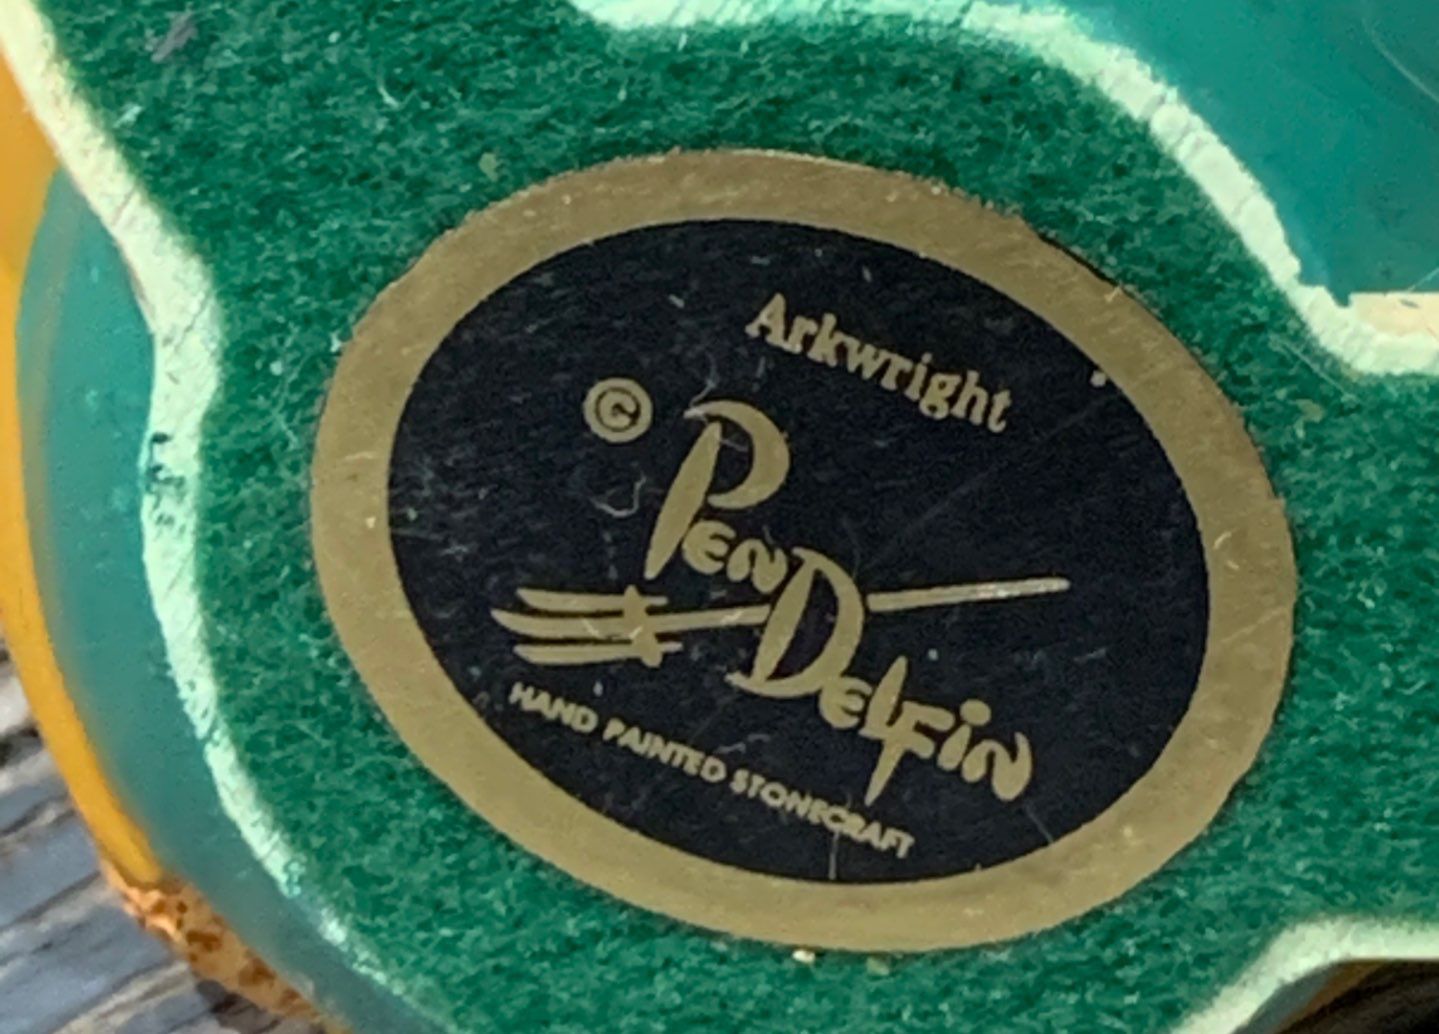 Arkwright
© PENDELFIN
HAND PAINTED STONECRAFT